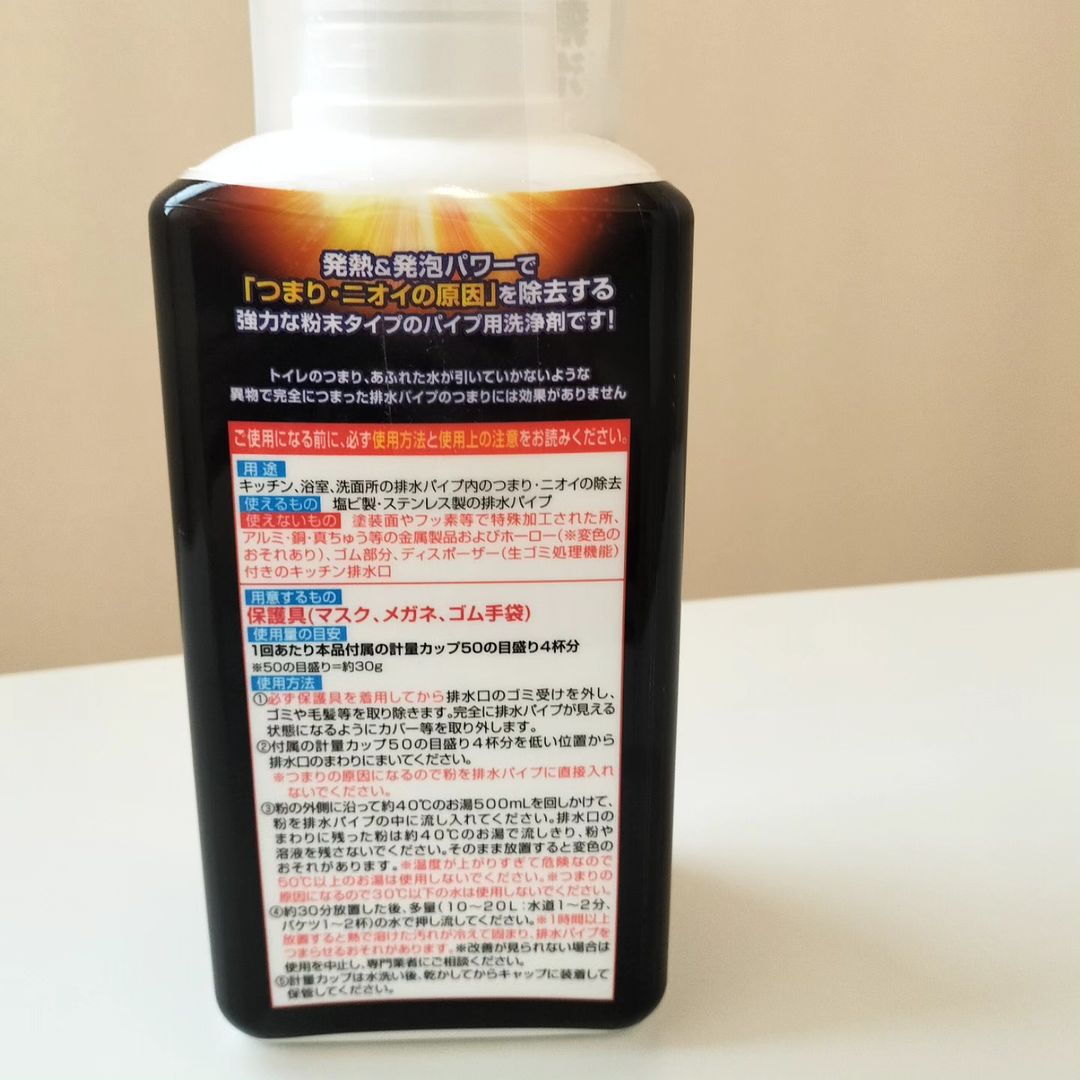 発熱&発泡パワーで
「つまり・ニオイの原因」を除去する
強力な粉末タイプのパイプ用洗浄剤です!
トイレのつまり、あふれた水が引いていかないような
異物で完全につまった排水パイプのつまりには効果がありません
ご使用になる前に、必ず使用方法と使用上の注意をお読みください。
用途
キッチン、浴室、洗面所の排水パイプ内のつまり・ニオイの除去
使えるもの 塩ビ製・ステンレス製の排水パイプ
使えないもの 塗装面やフッ素等で特殊加工された所、
アルミ・銅・真ちゅう等の金属製品およびホーロー(※変色の
おそれあり)、ゴム部分、ディスポーザー(生ゴミ処理機能)
付きのキッチン排水口
用意するもの
保護具(マスク、メガネ、ゴム手袋)
使用量の目安
1回あたり本品付属の計量カップ50の目盛り4杯分
※50の目盛り=約30g
使用方法
①必ず保護具を着用してから排水口のゴミ受けを外し、
ゴミや毛髪等を取り除きます。完全に排水パイプが見える
状態になるようにカバー等を取り外します。
②付属の計量カップ50の目盛り4杯分を低い位置から
排水口のまわりにまいてください。
※つまりの原因になるので粉を排水パイプに直接入れ
ないでください。
③粉の外側に沿って約40℃のお湯500mLを回しかけて、
粉を排水パイプの中に流し入れてください。排水口の
まわりに残った粉は約40℃のお湯で流しきり、粉や
溶液を残さないでください。そのまま放置すると変色の
おそれがあります。※温度が上がりすぎて危険なので
50℃以上のお湯は使用しないでください。※つまりの
原因になるので30℃以下の水は使用しないでください。
④約30分放置した後、多量(10〜20L:水道1〜2分、
バケツ1〜2杯)の水で押し流してください。※1時間以上
放置すると熱で溶けた汚れが冷えて固まり、排水パイプを
つまらせるおそれがあります。※改善が見られない場合は
使用を中止し、専門業者にご相談ください。
⑤計量カップは水洗い後、乾かしてからキャップに装着して
保管してください。